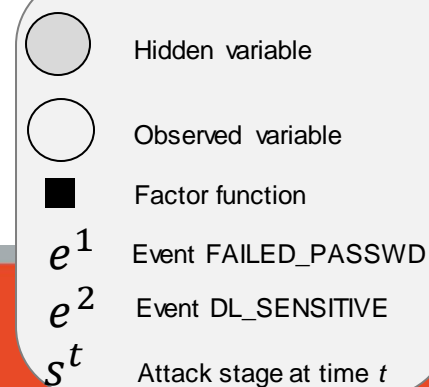 Hidden variable
Observed variable
Factor function
e¹ Event FAILED_PASSWD
e² Event DL_SENSITIVE
sᵗ Attack stage at time t